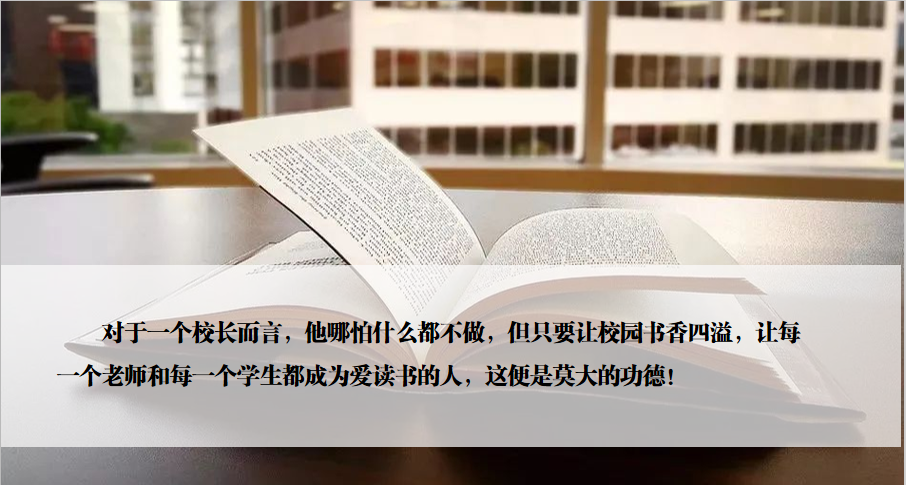 对于一个校长而言，他哪怕什么都不做，但只要让校园书香四溢，让每
一个老师和每一个学生都成为爱读书的人，这便是莫大的功德！